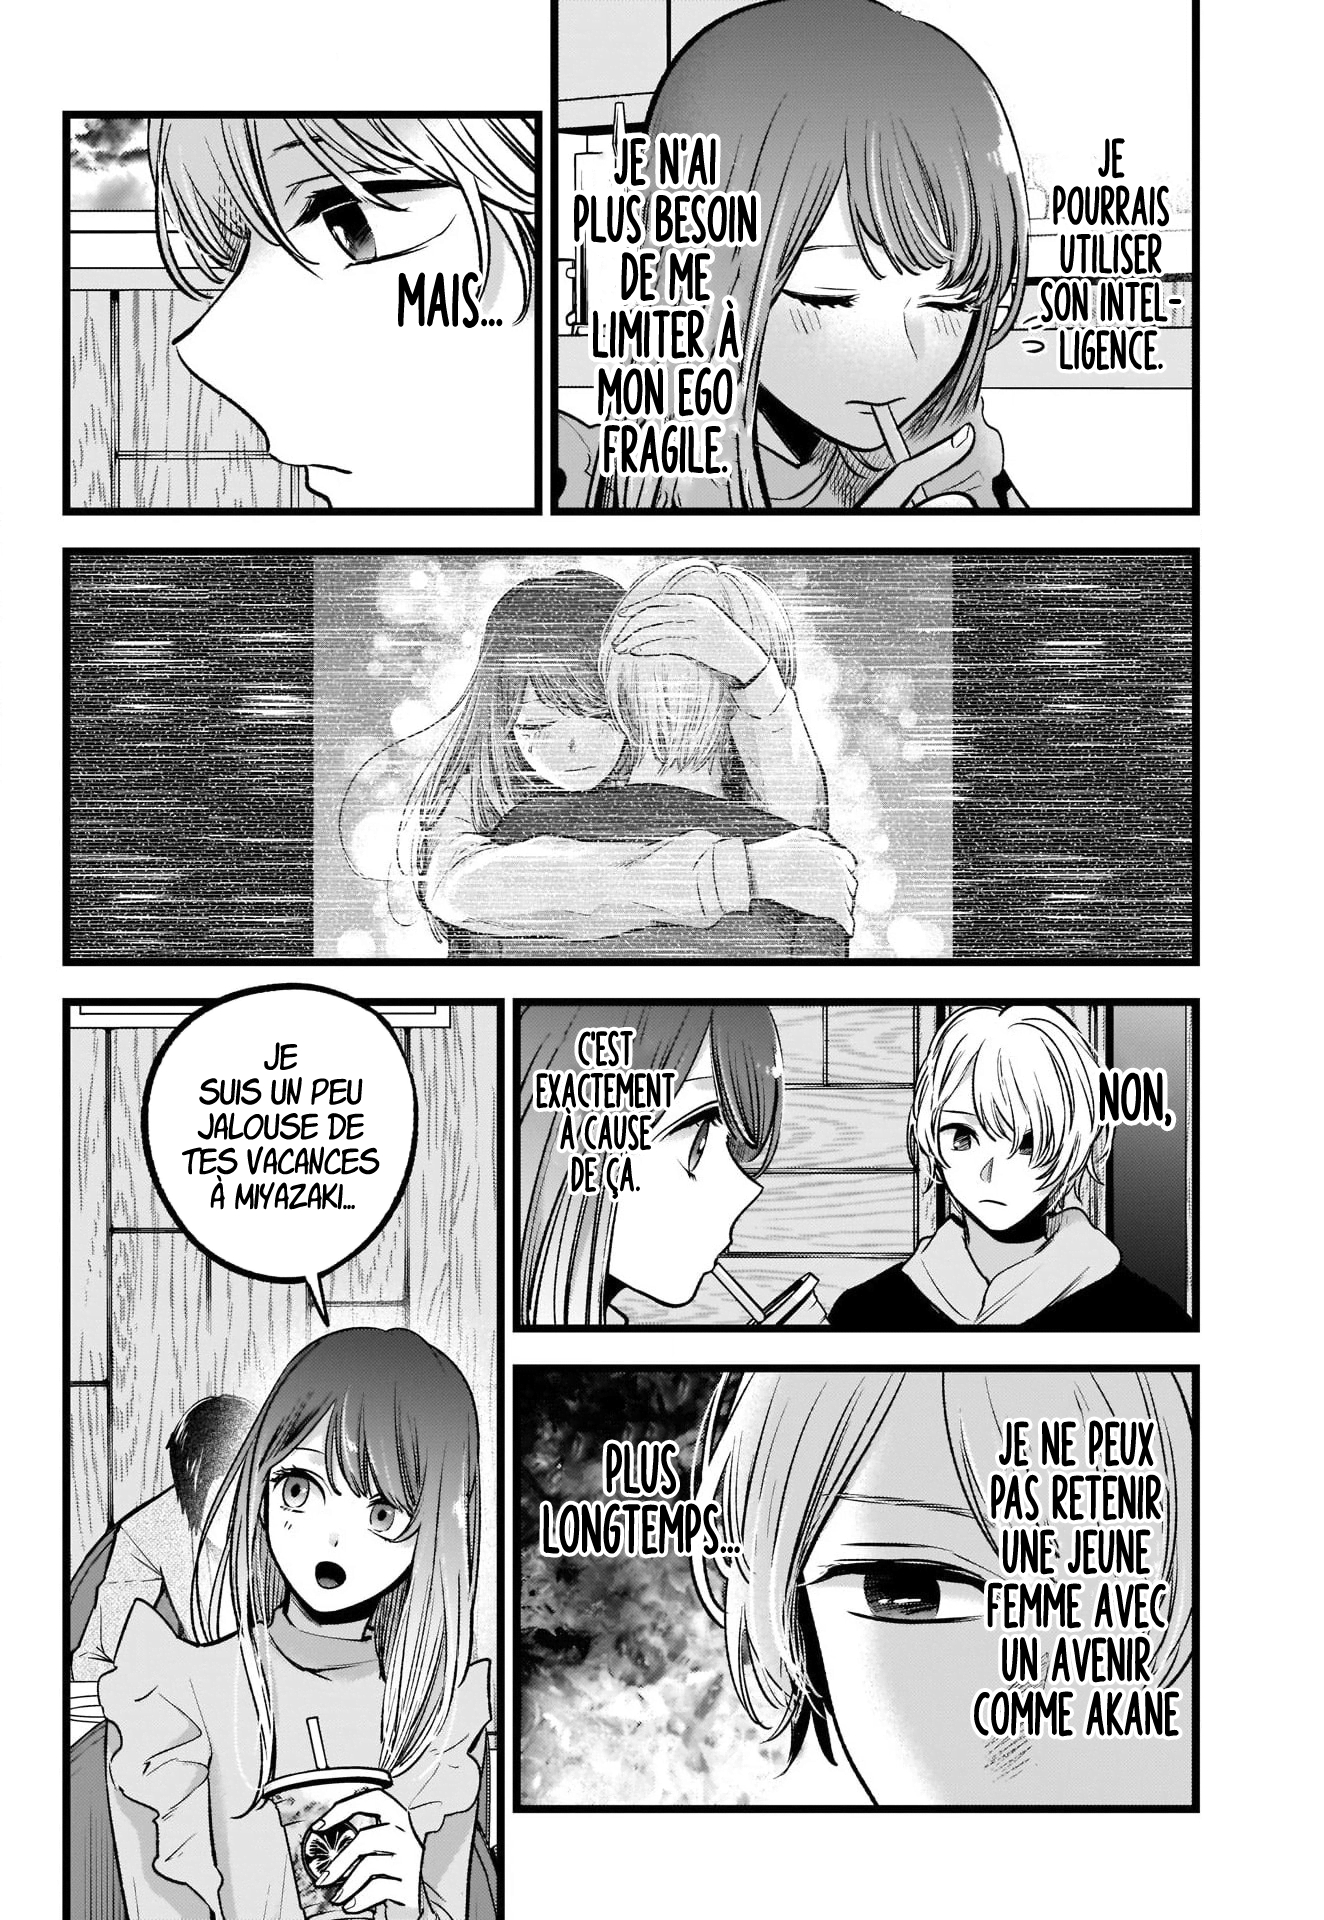 JE
POURRAIS
UTILISER
SON INTEL-
LIGENCE.
JE N'AI
PLUS BESOIN
DE ME
LIMITER À
MON EGO
FRAGILE.
MAIS...
NON,
C'EST
EXACTEMENT
À CAUSE
DE ÇA.
JE NE PEUX
PAS RETENIR
UNE JEUNE
FEMME AVEC
UN AVENIR
COMME AKANE
PLUS
LONGTEMPS...
JE
SUIS UN PEU
JALOUSE DE
TES VACANCES
À MIYAZAKI...